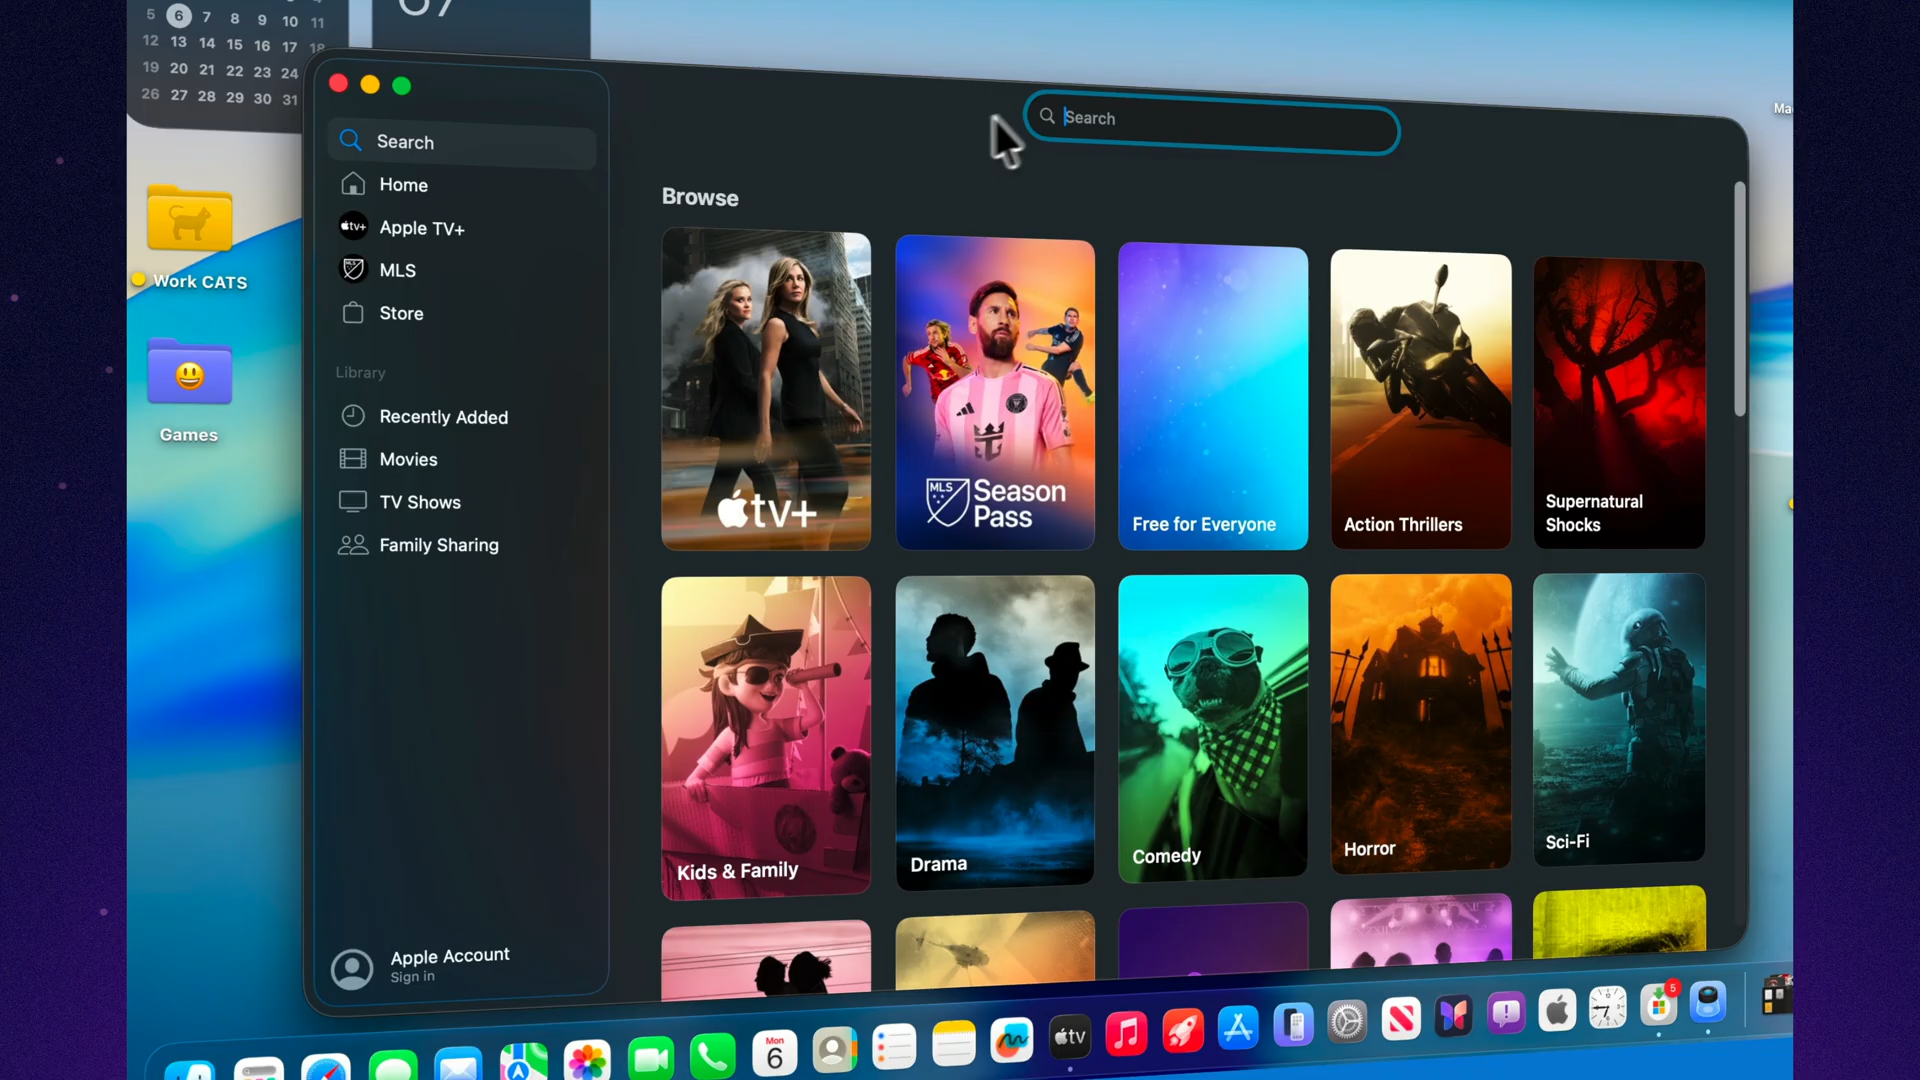 5 6 7 8 9 10 11
12 13 14 15 16 17 18
19 20 21 22 23 24
26 27 28 29 30 31
Search
Home
tv+ Apple TV+
MLS
Store
Library
Recently Added
Movies
TV Shows
Family Sharing
Apple Account
Sign in
Search
Browse
tv+
MLS Season
Pass
Free for Everyone
Action Thrillers
Supernatural
Shocks
Kids & Family
Drama
Comedy
Horror
Sci-Fi
Work CATS
Games
Mon
6
tv
5